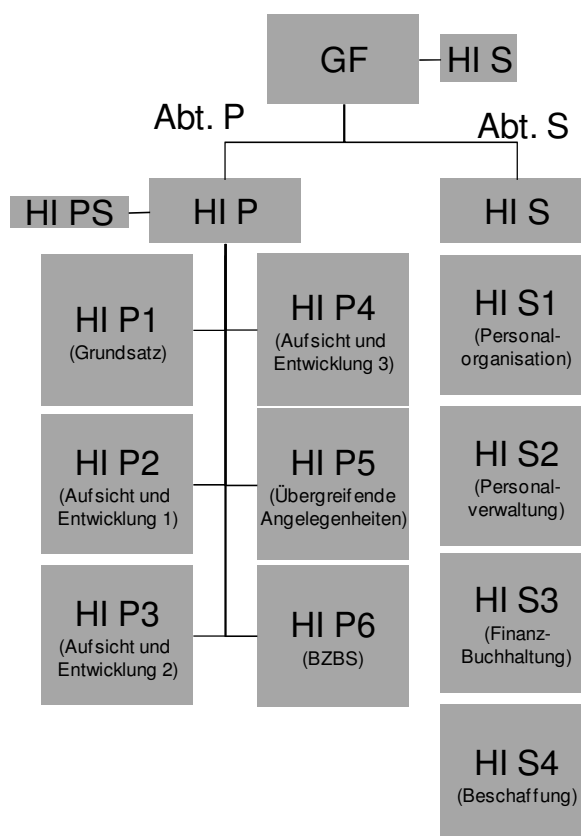 GF
HI S
Abt. P
Abt. S
HI PS
HI P
HI S
HI P1
(Grundsatz)
HI P4
(Aufsicht und
Entwicklung 3)
HI S1
(Personal-
organisation)
HI P2
(Aufsicht und
Entwicklung 1)
HI P5
(Übergreifende
Angelegenheiten)
HI S2
(Personal-
verwaltung)
HI P3
(Aufsicht und
Entwicklung 2)
HI P6
(BZBS)
HI S3
(Finanz-
Buchhaltung)
HI S4
(Beschaffung)